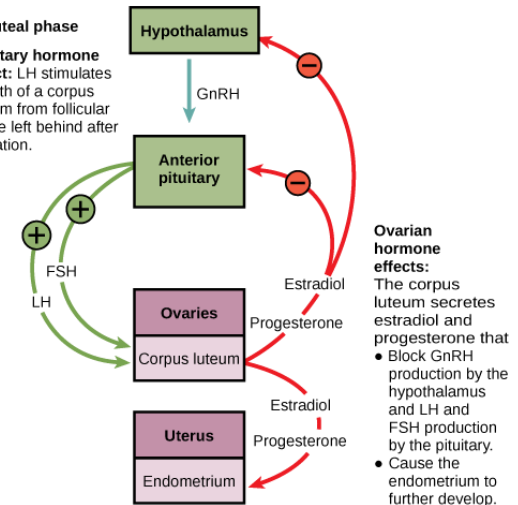 uteal phase
tary hormone
ct: LH stimulates
th of a corpus
m from follicular
e left behind after
ation.
Hypothalamus
GnRH
Anterior
pituitary
FSH
LH
Estradiol
Progesterone
Ovaries
Corpus luteum
Estradiol
Progesterone
Uterus
Endometrium
Ovarian
hormone
effects:
The corpus
luteum secretes
estradiol and
progesterone that
● Block GnRH
production by the
hypothalamus
and LH and
FSH production
by the pituitary.
● Cause the
endometrium to
further develop.